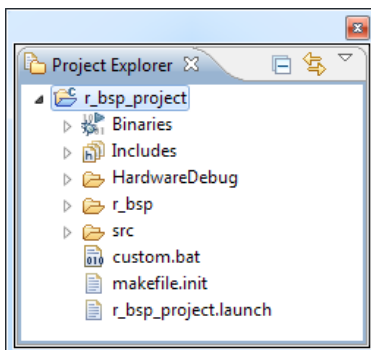 Project Explorer
r_bsp_project
Binaries
Includes
HardwareDebug
r_bsp
src
custom.bat
makefile.init
r_bsp_project.launch